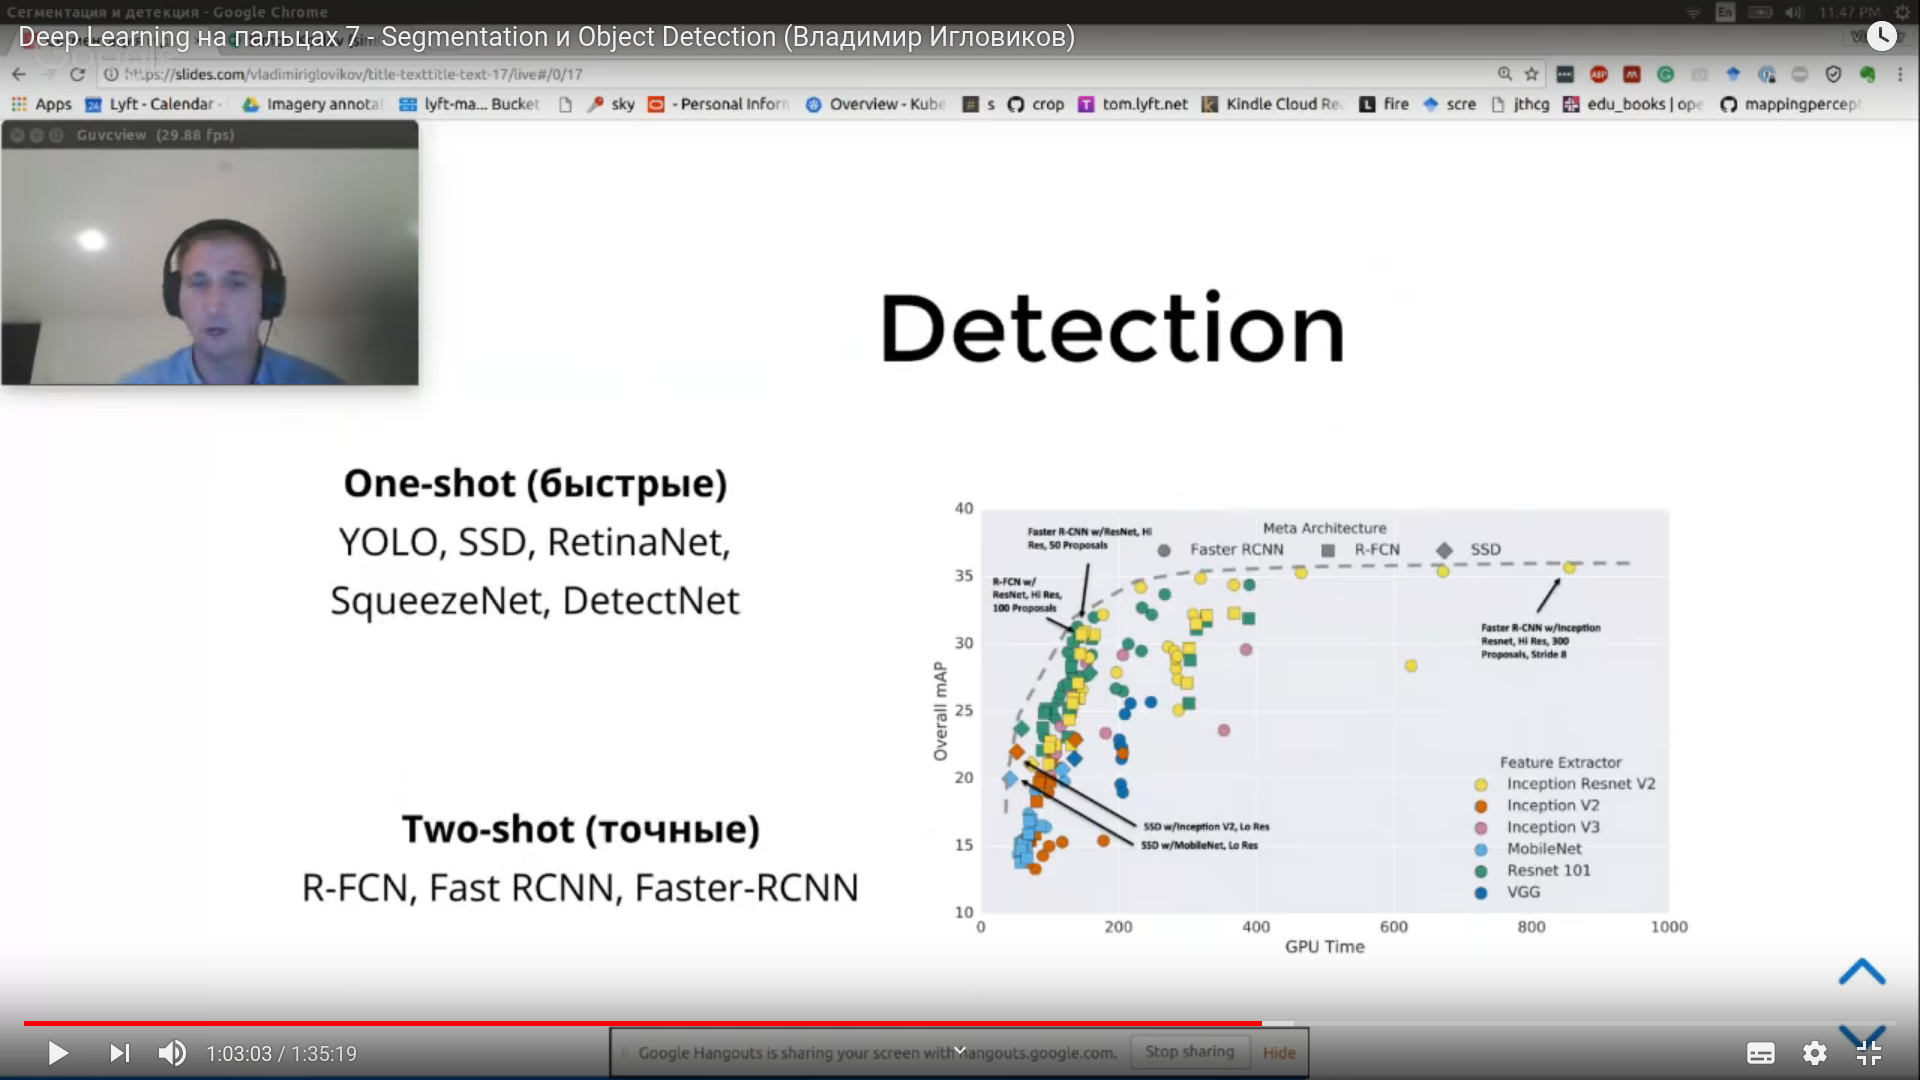 Сегментация и детекция - Google Chrome
En
11:47 PM
Deep Learning на пальцах 7 - Segmentation и Object Detection (Владимир Игловиков)
https://slides.com/vladimiriglovikov/title-texttitle-text-17/live#/0/17
ABP
Apps
Lyft - Calendar -
Imagery annotat
lyft-ma... Bucket
sky
- Personal Inform
Overview - Kube
s
crop
tom.lyft.net
Kindle Cloud Re
fire
scre
jthcg
edu_books | ope
mappingpercep
Guvcview (29.88 fps)
Detection
One-shot (быстрые)
YOLO, SSD, RetinaNet,
SqueezeNet, DetectNet
Two-shot (точные)
R-FCN, Fast RCNN, Faster-RCNN
Meta Architecture
Faster RCNN R-FCN SSD
Faster R-CNN w/ResNet, Hi
Res, 50 Proposals
R-FCN w/
ResNet, Hi Res,
100 Proposals
Faster R-CNN w/Inception
Resnet, Hi Res, 300
Proposals, Stride 8
SSD w/Inception V2, Lo Res
SSD w/MobileNet, Lo Res
Feature Extractor
Inception Resnet V2
Inception V2
Inception V3
MobileNet
Resnet 101
VGG
Overall mAP
40
35
30
25
20
15
10
0 200 400 600 800 1000
GPU Time
1:03:03 / 1:35:19
Google Hangouts is sharing your screen with hangouts.google.com.
Stop sharing
Hide